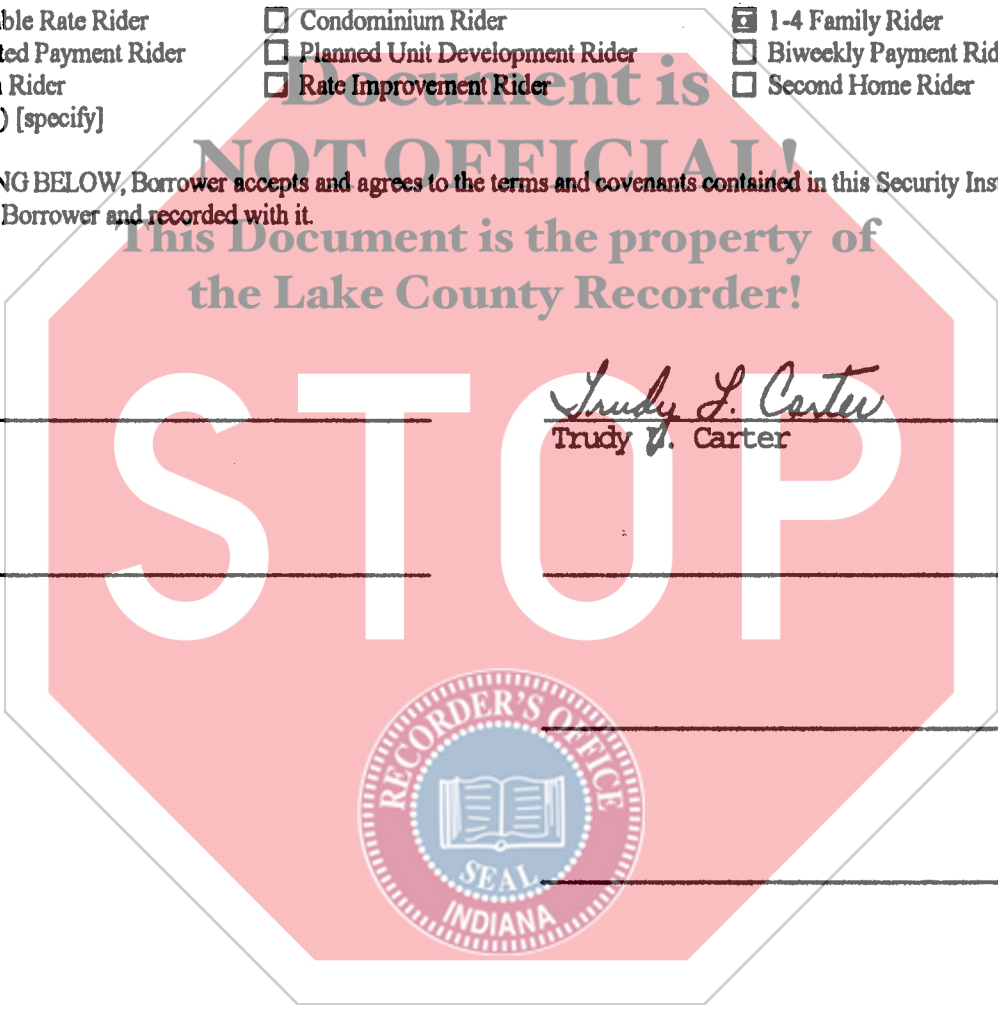 ble Rate Rider ☐ Condominium Rider ☒ 1-4 Family Rider
ted Payment Rider ☐ Planned Unit Development Rider ☐ Biweekly Payment Rid
Rider ☐ Rate Improvement Rider ☐ Second Home Rider
) [specify]
Document is
NOT OFFICIAL!
NG BELOW, Borrower accepts and agrees to the terms and covenants contained in this Security Ins
Borrower and recorded with it.
This Document is the property of
the Lake County Recorder!
Trudy L. Carter
Trudy . Carter
STOP
RECORDER'S OFFICE
SEAL
INDIANA